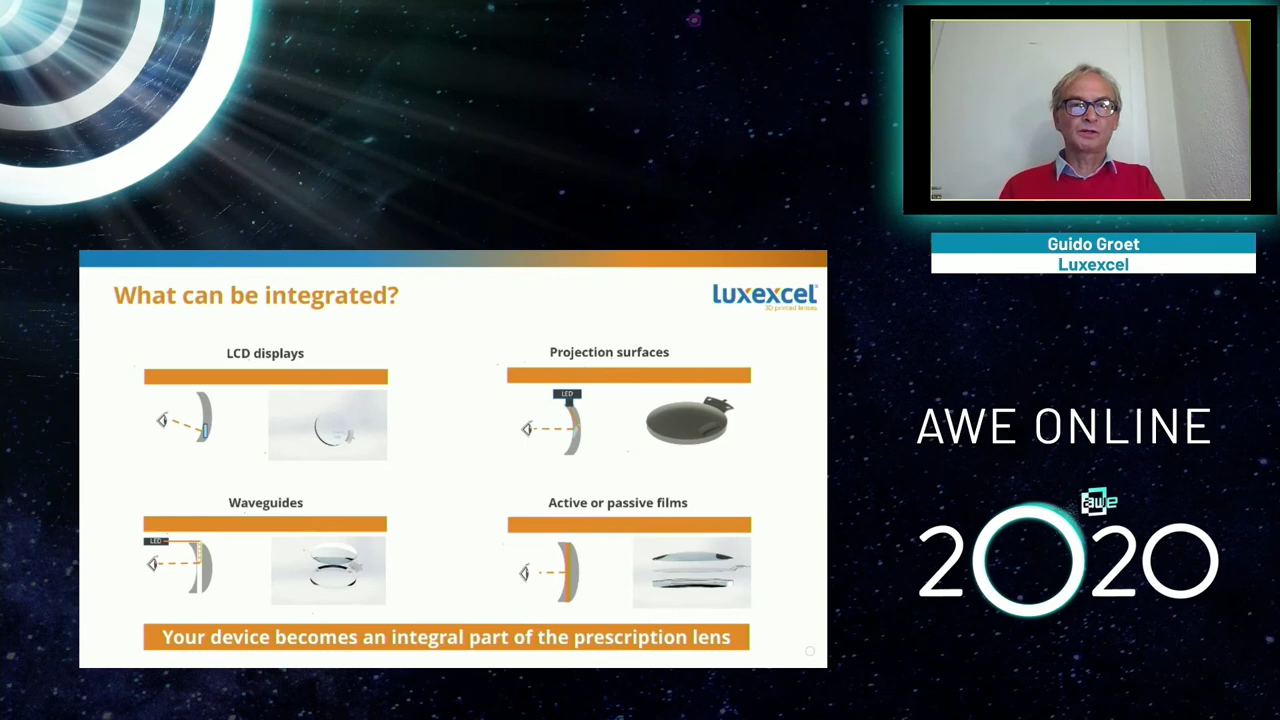 Guido Groet
Luxexcel
What can be integrated?
luxexcel
3D printed lenses
LCD displays
Projection surfaces
LED
Waveguides
Active or passive films
LED
Your device becomes an integral part of the prescription lens
AWE ONLINE
awe
2020